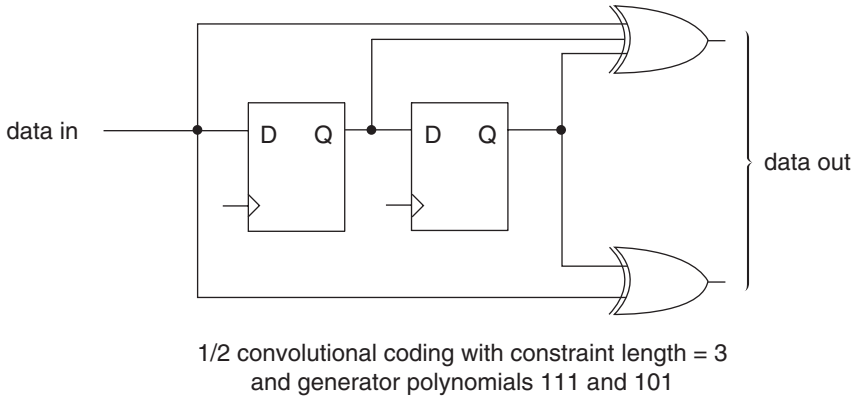 data in
D Q
D Q
data out
1/2 convolutional coding with constraint length = 3
and generator polynomials 111 and 101